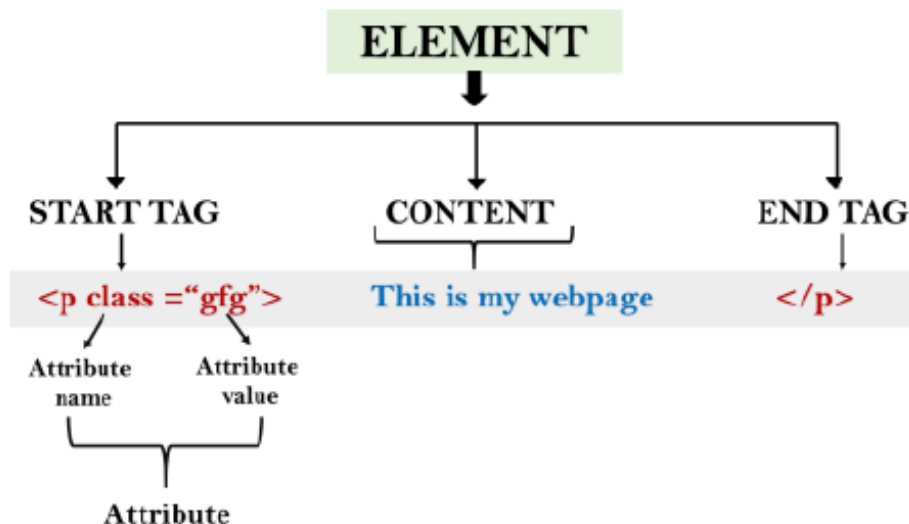 ELEMENT
START TAG
CONTENT
END TAG
<p class =“gfg”>
This is my webpage
</p>
Attribute
name
Attribute
value
Attribute